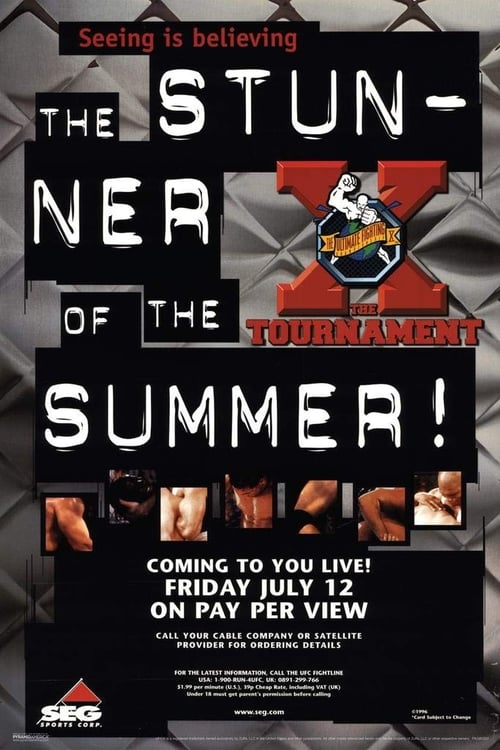 Seeing is believing
THE STUN-
NER
OF THE
SUMMER!
X
THE ULTIMATE FIGHTING
THE
TOURNAMENT
COMING TO YOU LIVE!
FRIDAY JULY 12
ON PAY PER VIEW
CALL YOUR CABLE COMPANY OR SATELLITE
PROVIDER FOR ORDERING DETAILS
FOR THE LATEST INFORMATION, CALL THE UFC FIGHTLINE
USA: 1-900-RUN-4UFC, UK: 0891-299-766
$1.99 per minute (U.S.), 39p Cheap Rate, including VAT (UK)
Under 18 must get parent's permission before calling
www.seg.com
SEG
SPORTS CORP.
©1996
*Card Subject to Change